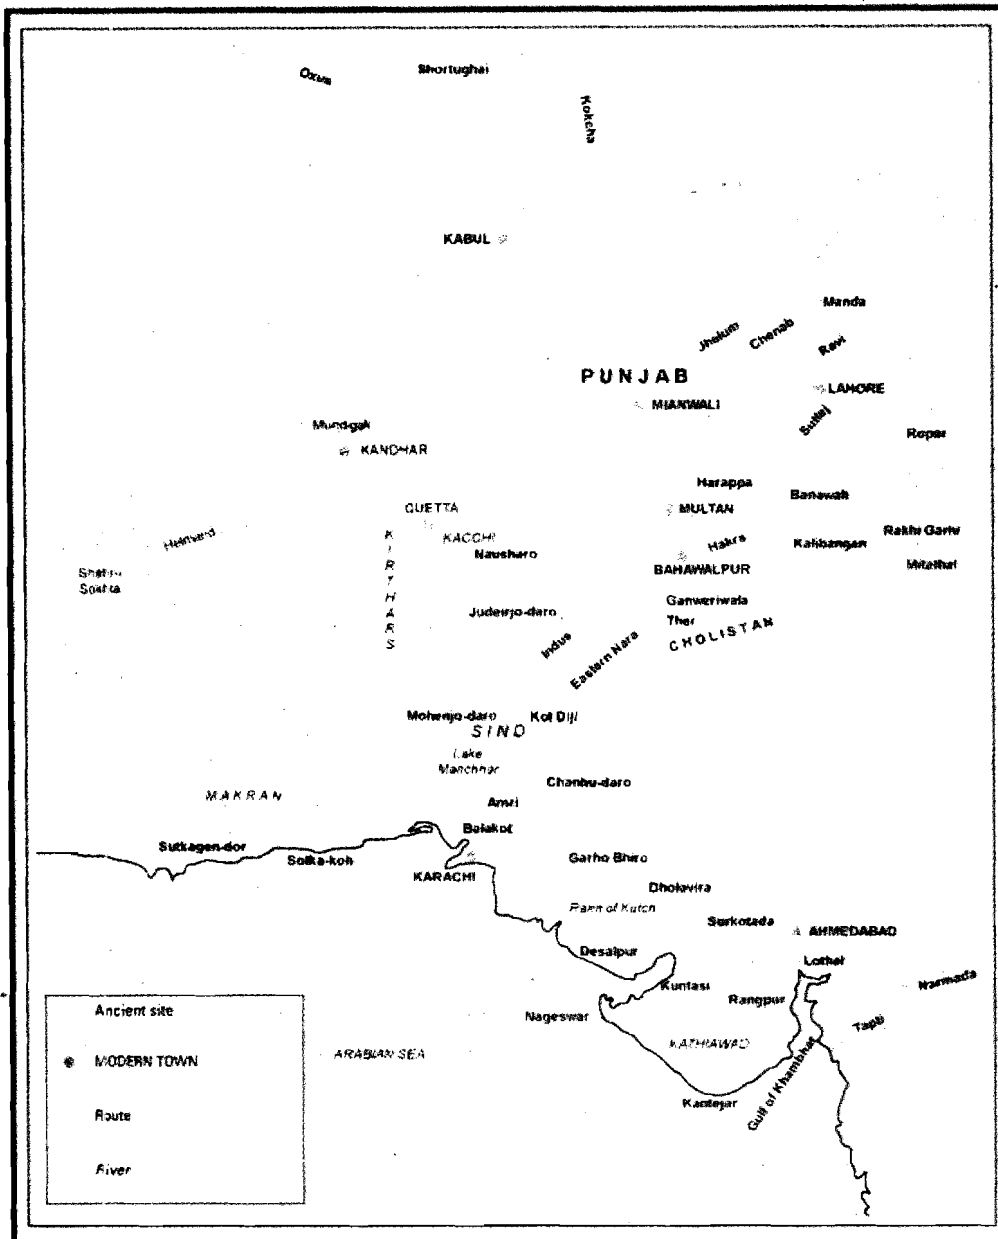 Oxus
Shortughai
Kokcha
KABUL
Manda
Jhelum
Chenab
Ravi
PUNJAB
LAHORE
MIANWALI
Sutlej
Mundigak
Ropar
KANDHAR
Harappa
Banawali
QUETTA
MULTAN
Helmand
KIRTHARS
KACCHI
Hakra
Kalibangan
Rakhi Garhi
Nausharo
BAHAWALPUR
Mitathal
Shahr-i
Sokhta
Ganweriwala
Ther
Judeirjo-daro
CHOLISTAN
Indus
Eastern Nara
Mohenjo-daro
Kot Diji
SIND
Lake
Manchhar
Chanhu-daro
MAKRAN
Amri
Balakot
Sutkagen-dor
Sotka-koh
Garho Bhiro
KARACHI
Dholavira
Rann of Kutch
Surkotada
AHMEDABAD
Desalpur
Lothal
Kuntasi
Rangpur
Narmada
Nageswar
Tapti
KATHIAWAD
Gulf of Khambhat
Kantejar
ARABIAN SEA
Ancient site
MODERN TOWN
Route
River